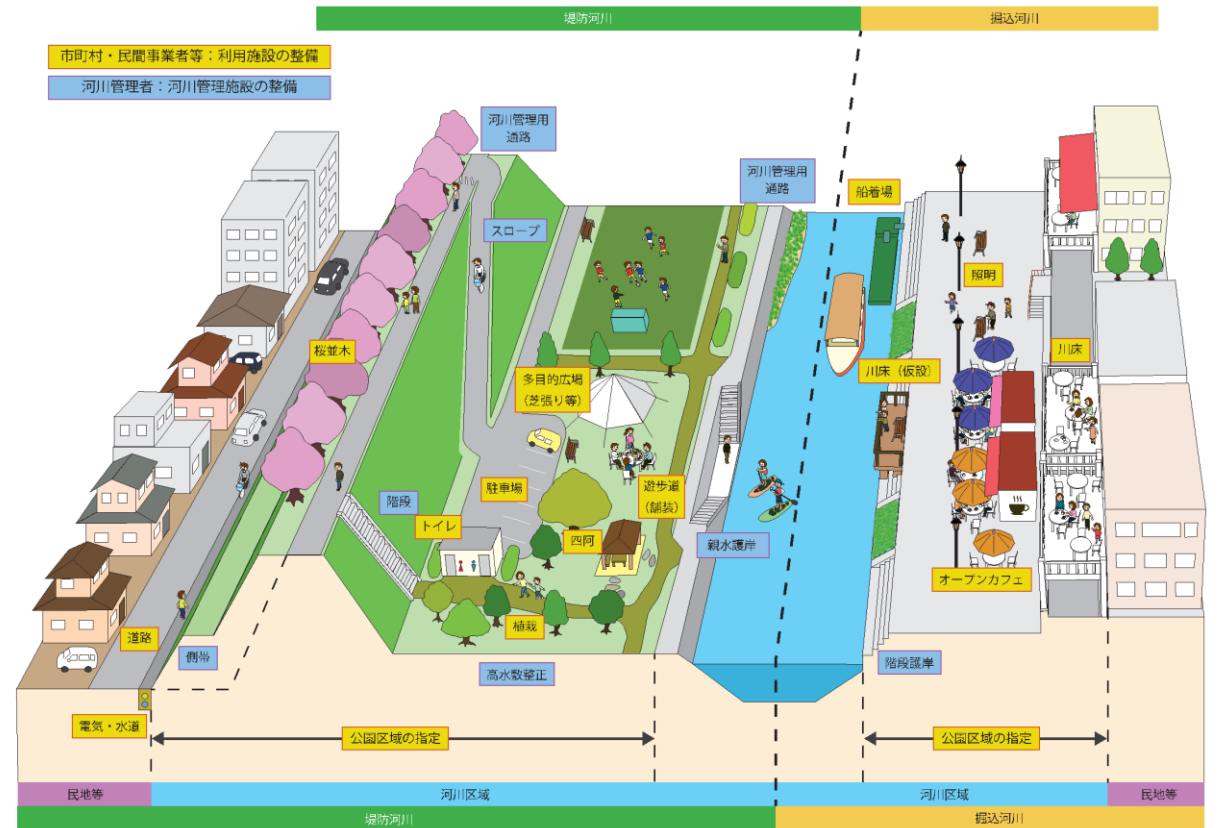 堤防河川
掘込河川
市町村・民間事業者等：利用施設の整備
河川管理者：河川管理施設の整備
河川管理用
通路
河川管理用
通路
船着場
スロープ
照明
桜並木
川床
多目的広場
（芝張り等）
川床（仮設）
階段
駐車場
遊歩道
（舗装）
トイレ
四阿
親水護岸
オープンカフェ
道路
植栽
側帯
高水敷整正
階段護岸
電気・水道
公園区域の指定
公園区域の指定
民地等
河川区域
河川区域
民地等
堤防河川
掘込河川